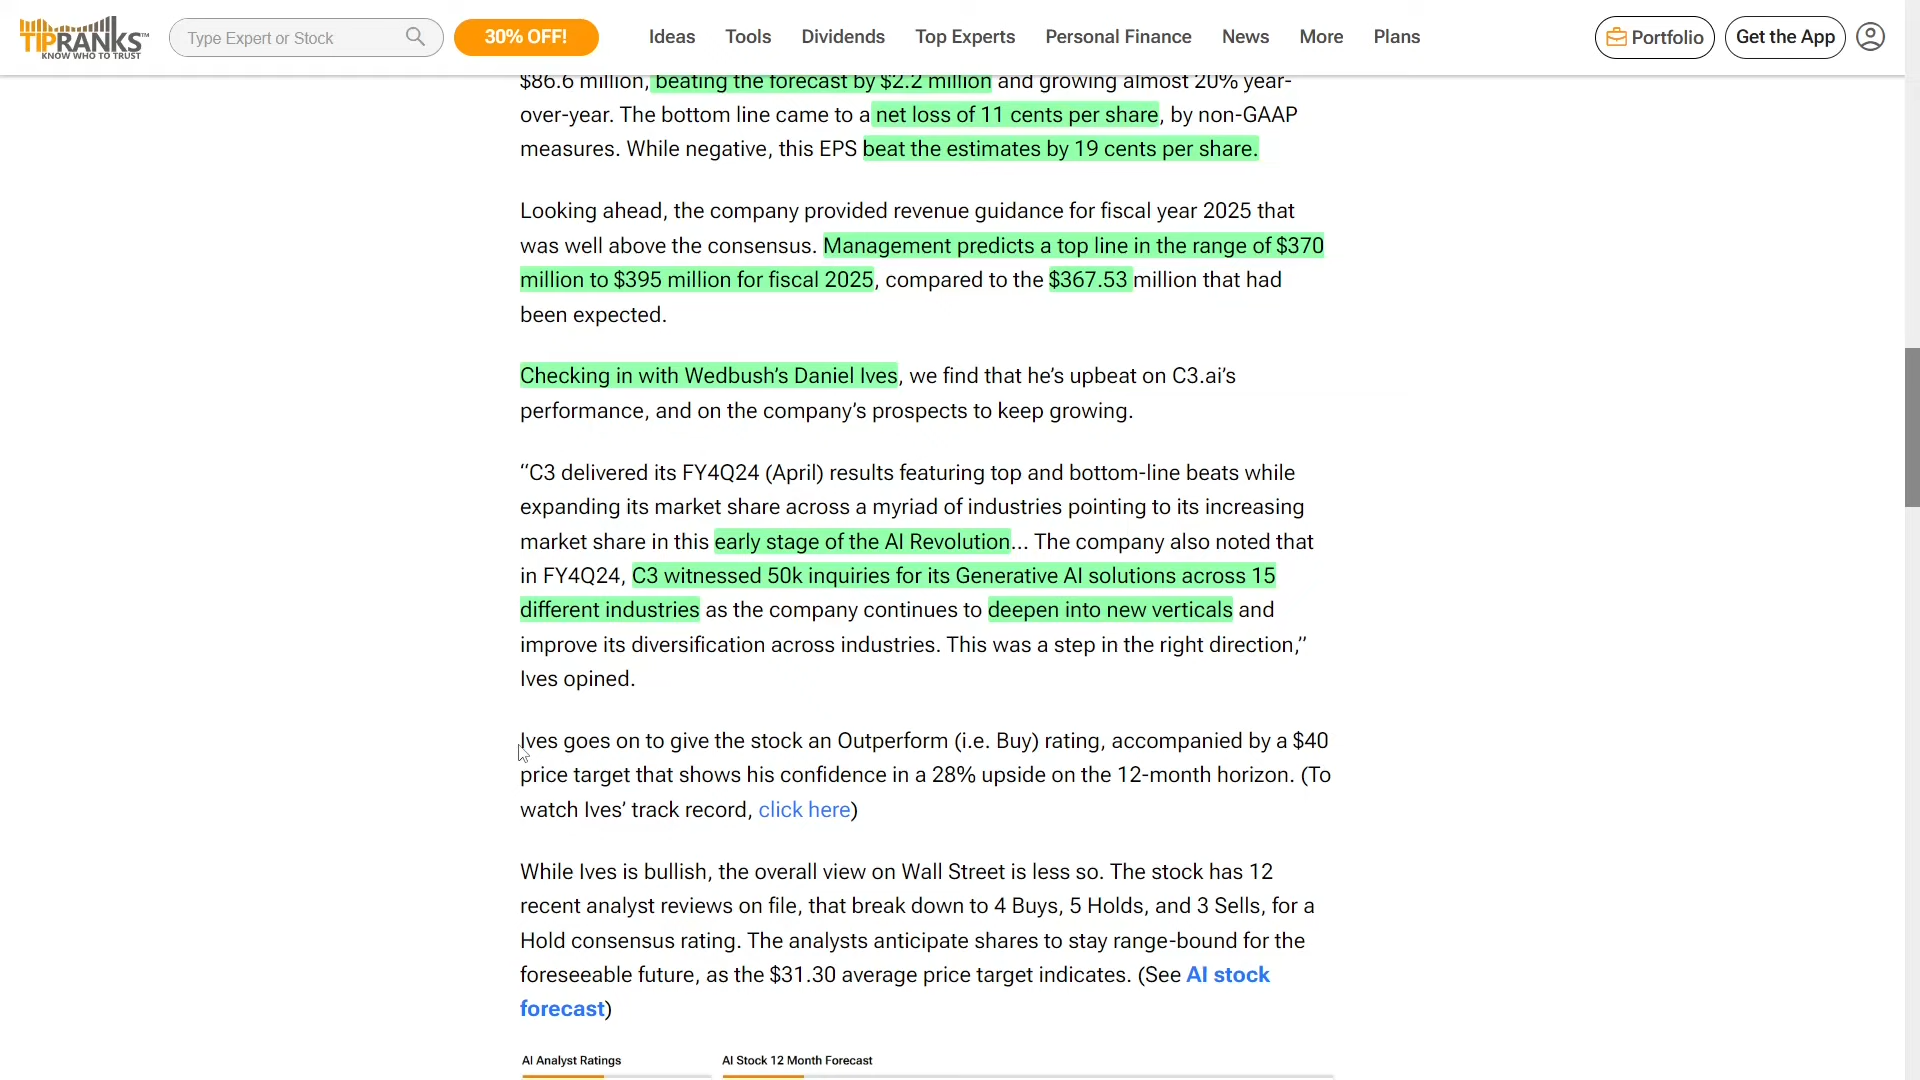 TIPRANKS™
KNOW WHO TO TRUST
Type Expert or Stock
30% OFF!
Ideas
Tools
Dividends
Top Experts
Personal Finance
News
More
Plans
Portfolio
Get the App
$86.6 million, beating the forecast by $2.2 million and growing almost 20% year-
over-year. The bottom line came to a net loss of 11 cents per share, by non-GAAP
measures. While negative, this EPS beat the estimates by 19 cents per share.
Looking ahead, the company provided revenue guidance for fiscal year 2025 that
was well above the consensus. Management predicts a top line in the range of $370
million to $395 million for fiscal 2025, compared to the $367.53 million that had
been expected.
Checking in with Wedbush’s Daniel Ives, we find that he’s upbeat on C3.ai’s
performance, and on the company’s prospects to keep growing.
“C3 delivered its FY4Q24 (April) results featuring top and bottom-line beats while
expanding its market share across a myriad of industries pointing to its increasing
market share in this early stage of the AI Revolution... The company also noted that
in FY4Q24, C3 witnessed 50k inquiries for its Generative AI solutions across 15
different industries as the company continues to deepen into new verticals and
improve its diversification across industries. This was a step in the right direction,”
Ives opined.
Ives goes on to give the stock an Outperform (i.e. Buy) rating, accompanied by a $40
price target that shows his confidence in a 28% upside on the 12-month horizon. (To
watch Ives’ track record, click here)
While Ives is bullish, the overall view on Wall Street is less so. The stock has 12
recent analyst reviews on file, that break down to 4 Buys, 5 Holds, and 3 Sells, for a
Hold consensus rating. The analysts anticipate shares to stay range-bound for the
foreseeable future, as the $31.30 average price target indicates. (See AI stock
forecast)
AI Analyst Ratings
AI Stock 12 Month Forecast